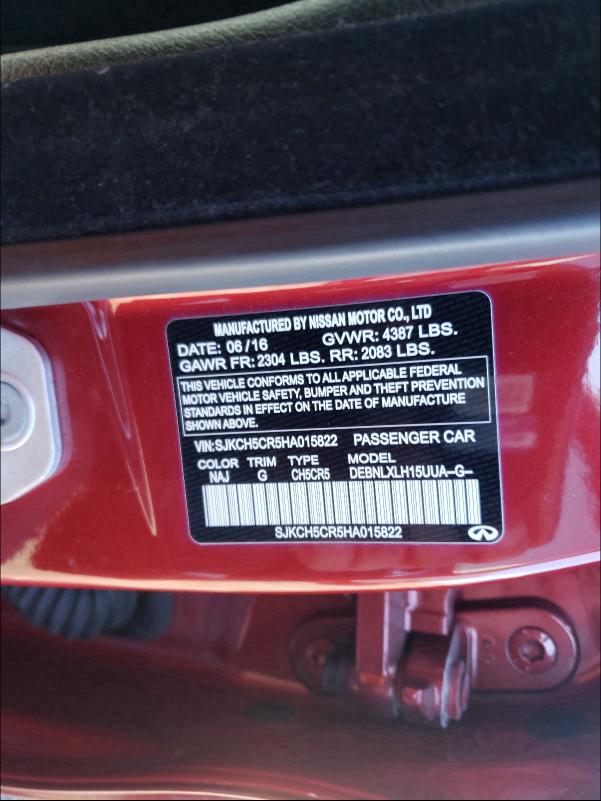 MANUFACTURED BY NISSAN MOTOR CO., LTD
DATE: 06/16 GVWR: 4387 LBS.
GAWR FR: 2304 LBS. RR: 2083 LBS.
THIS VEHICLE CONFORMS TO ALL APPLICABLE FEDERAL
MOTOR VEHICLE SAFETY, BUMPER AND THEFT PREVENTION
STANDARDS IN EFFECT ON THE DATE OF MANUFACTURE
SHOWN ABOVE.
VIN:SJKCH5CR5HA015822 PASSENGER CAR
COLOR TRIM TYPE MODEL
NAJ G CH5CR5 DEBNLXLH15UUA-G-
SJKCH5CR5HA015822